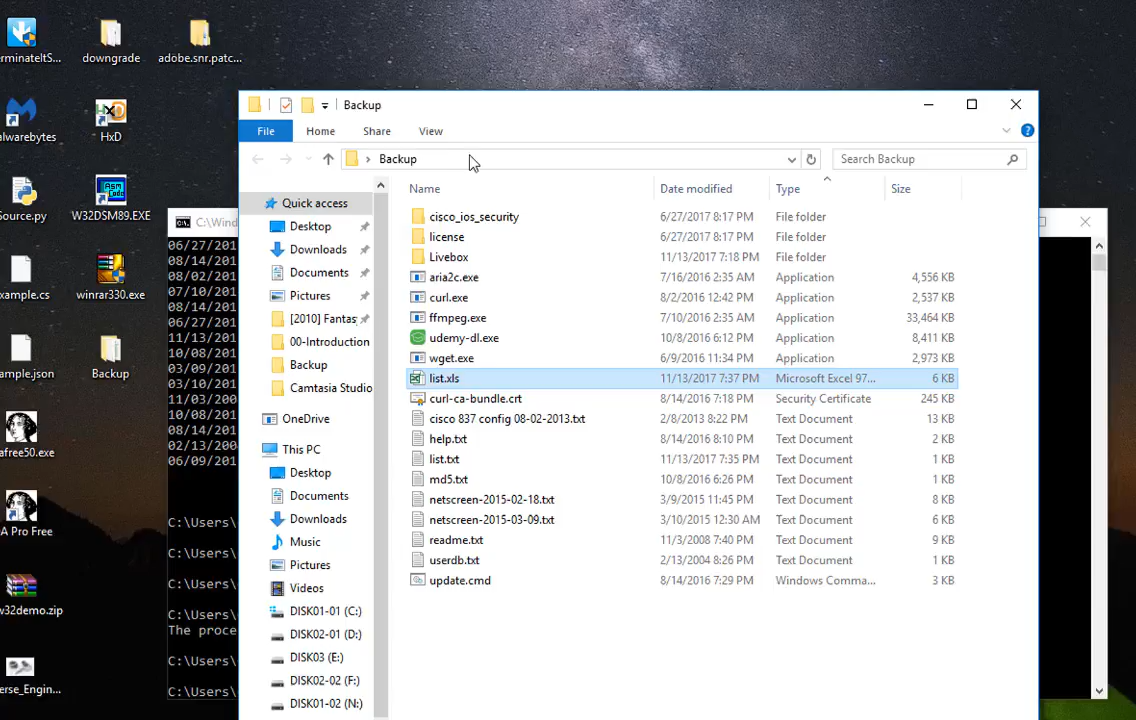 erminateItS...
downgrade
adobe.snr.patc...
alwarebytes
HxD
Source.py
W32DSM89.EXE
xample.cs
winrar330.exe
ample.json
Backup
afree50.exe
A Pro Free
w32demo.zip
erse_Engin...
C:\Wind
06/27/201
08/14/201
08/02/201
07/10/201
08/14/201
06/27/201
11/13/201
10/08/201
03/09/201
03/10/201
11/03/200
10/08/201
08/14/201
02/13/200
06/09/201
C:\Users\
C:\Users\
C:\Users\
C:\Users\
The proce
C:\Users\
C:\Users\
Backup
File Home Share View
Backup
Search Backup
Name Date modified Type Size
cisco_ios_security 6/27/2017 8:17 PM File folder
license 6/27/2017 8:17 PM File folder
Livebox 11/13/2017 7:18 PM File folder
aria2c.exe 7/16/2016 2:35 AM Application 4,556 KB
curl.exe 8/2/2016 12:42 PM Application 2,537 KB
ffmpeg.exe 7/10/2016 2:35 AM Application 33,464 KB
udemy-dl.exe 10/8/2016 6:12 PM Application 8,411 KB
wget.exe 6/9/2016 11:34 PM Application 2,973 KB
list.xls 11/13/2017 7:37 PM Microsoft Excel 97... 6 KB
curl-ca-bundle.crt 8/14/2016 7:18 PM Security Certificate 245 KB
cisco 837 config 08-02-2013.txt 2/8/2013 8:22 PM Text Document 13 KB
help.txt 8/14/2016 8:10 PM Text Document 2 KB
list.txt 11/13/2017 7:35 PM Text Document 1 KB
md5.txt 10/8/2016 6:26 PM Text Document 1 KB
netscreen-2015-02-18.txt 3/9/2015 11:45 PM Text Document 8 KB
netscreen-2015-03-09.txt 3/10/2015 12:30 AM Text Document 6 KB
readme.txt 11/3/2008 7:40 PM Text Document 9 KB
userdb.txt 2/13/2004 8:26 PM Text Document 1 KB
update.cmd 8/14/2016 7:29 PM Windows Comma... 3 KB
Quick access
Desktop
Downloads
Documents
Pictures
[2010] Fantas
00-Introduction
Backup
Camtasia Studio
OneDrive
This PC
Desktop
Documents
Downloads
Music
Pictures
Videos
DISK01-01 (C:)
DISK02-01 (D:)
DISK03 (E:)
DISK02-02 (F:)
DISK01-02 (N:)